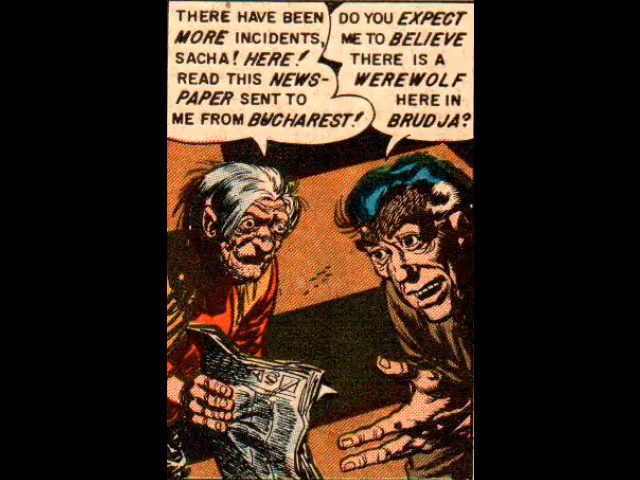 THERE HAVE BEEN
MORE INCIDENTS,
SACHA! HERE!
READ THIS NEWS-
PAPER SENT TO
ME FROM BUCHAREST!
DO YOU EXPECT
ME TO BELIEVE
THERE IS A
WEREWOLF
HERE IN
BRUDJA?